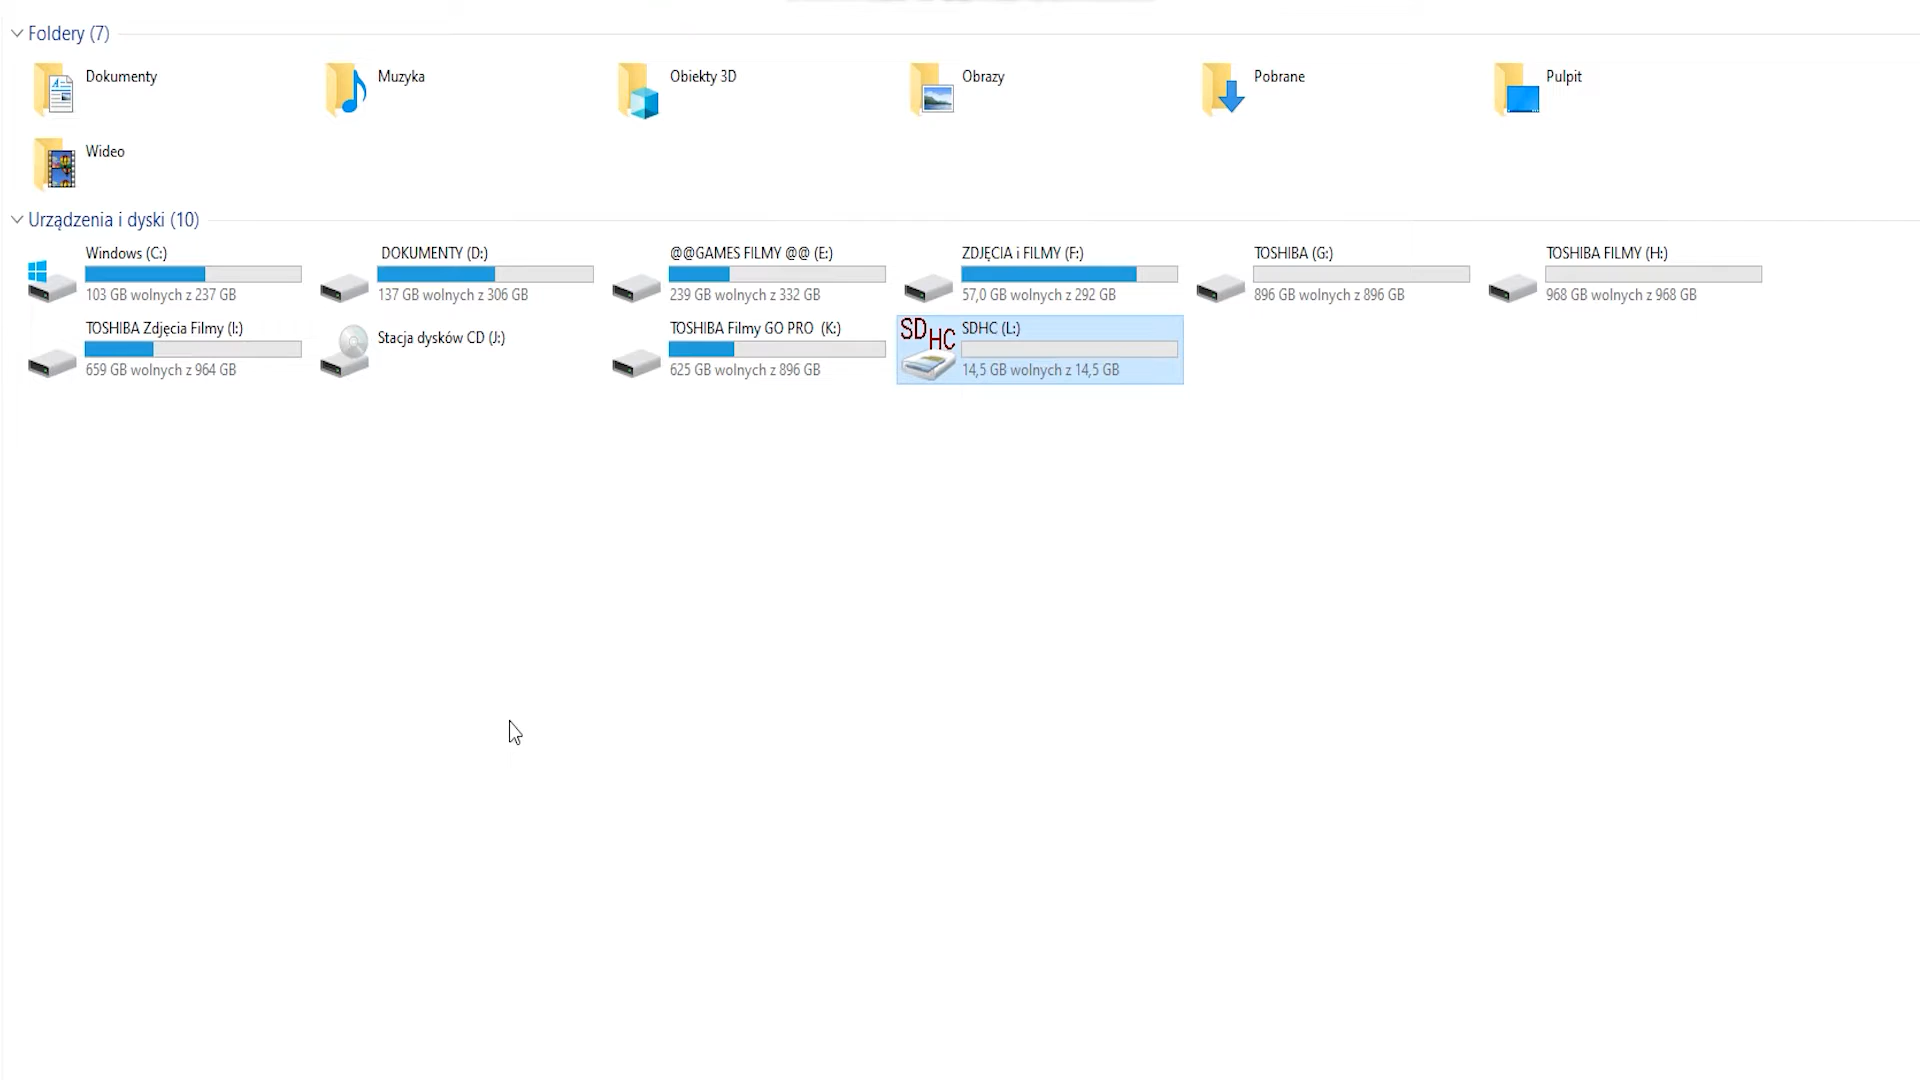 Foldery (7)
Dokumenty
Muzyka
Obiekty 3D
Obrazy
Pobrane
Pulpit
Wideo
Urządzenia i dyski (10)
Windows (C:)
103 GB wolnych z 237 GB
DOKUMENTY (D:)
137 GB wolnych z 306 GB
@@GAMES FILMY @@ (E:)
239 GB wolnych z 332 GB
ZDJĘCIA i FILMY (F:)
57,0 GB wolnych z 292 GB
TOSHIBA (G:)
896 GB wolnych z 896 GB
TOSHIBA FILMY (H:)
968 GB wolnych z 968 GB
TOSHIBA Zdjęcia Filmy (I:)
659 GB wolnych z 964 GB
Stacja dysków CD (J:)
TOSHIBA Filmy GO PRO (K:)
625 GB wolnych z 896 GB
SDHC
SDHC (L:)
14,5 GB wolnych z 14,5 GB